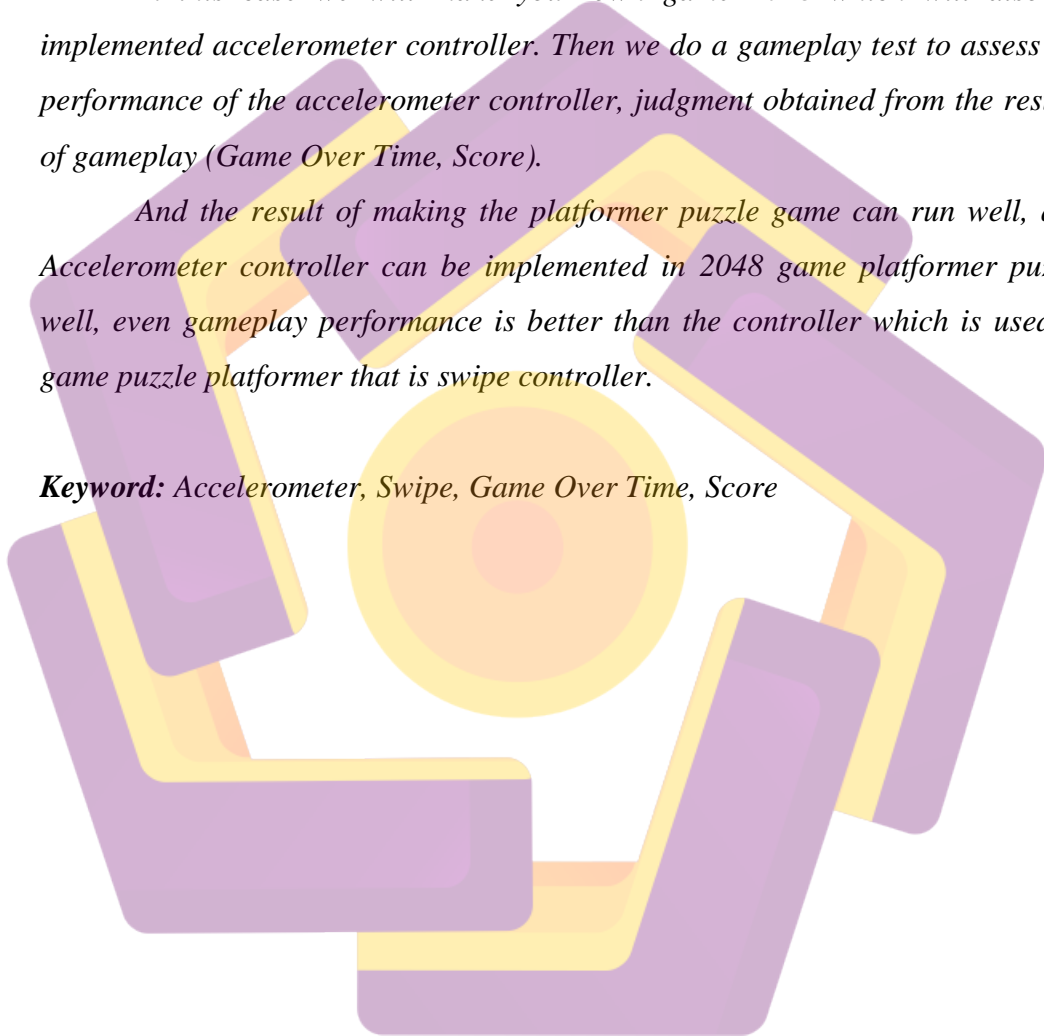 implemented accelerometer controller. Then we do a gameplay test to assess
performance of the accelerometer controller, judgment obtained from the
of gameplay (Game Over Time, Score).
And the result of making the platformer puzzle game can run well,
Accelerometer controller can be implemented in 2048 game platformer
well, even gameplay performance is better than the controller which is used
game puzzle platformer that is swipe controller.
Keyword: Accelerometer, Swipe, Game Over Time, Score